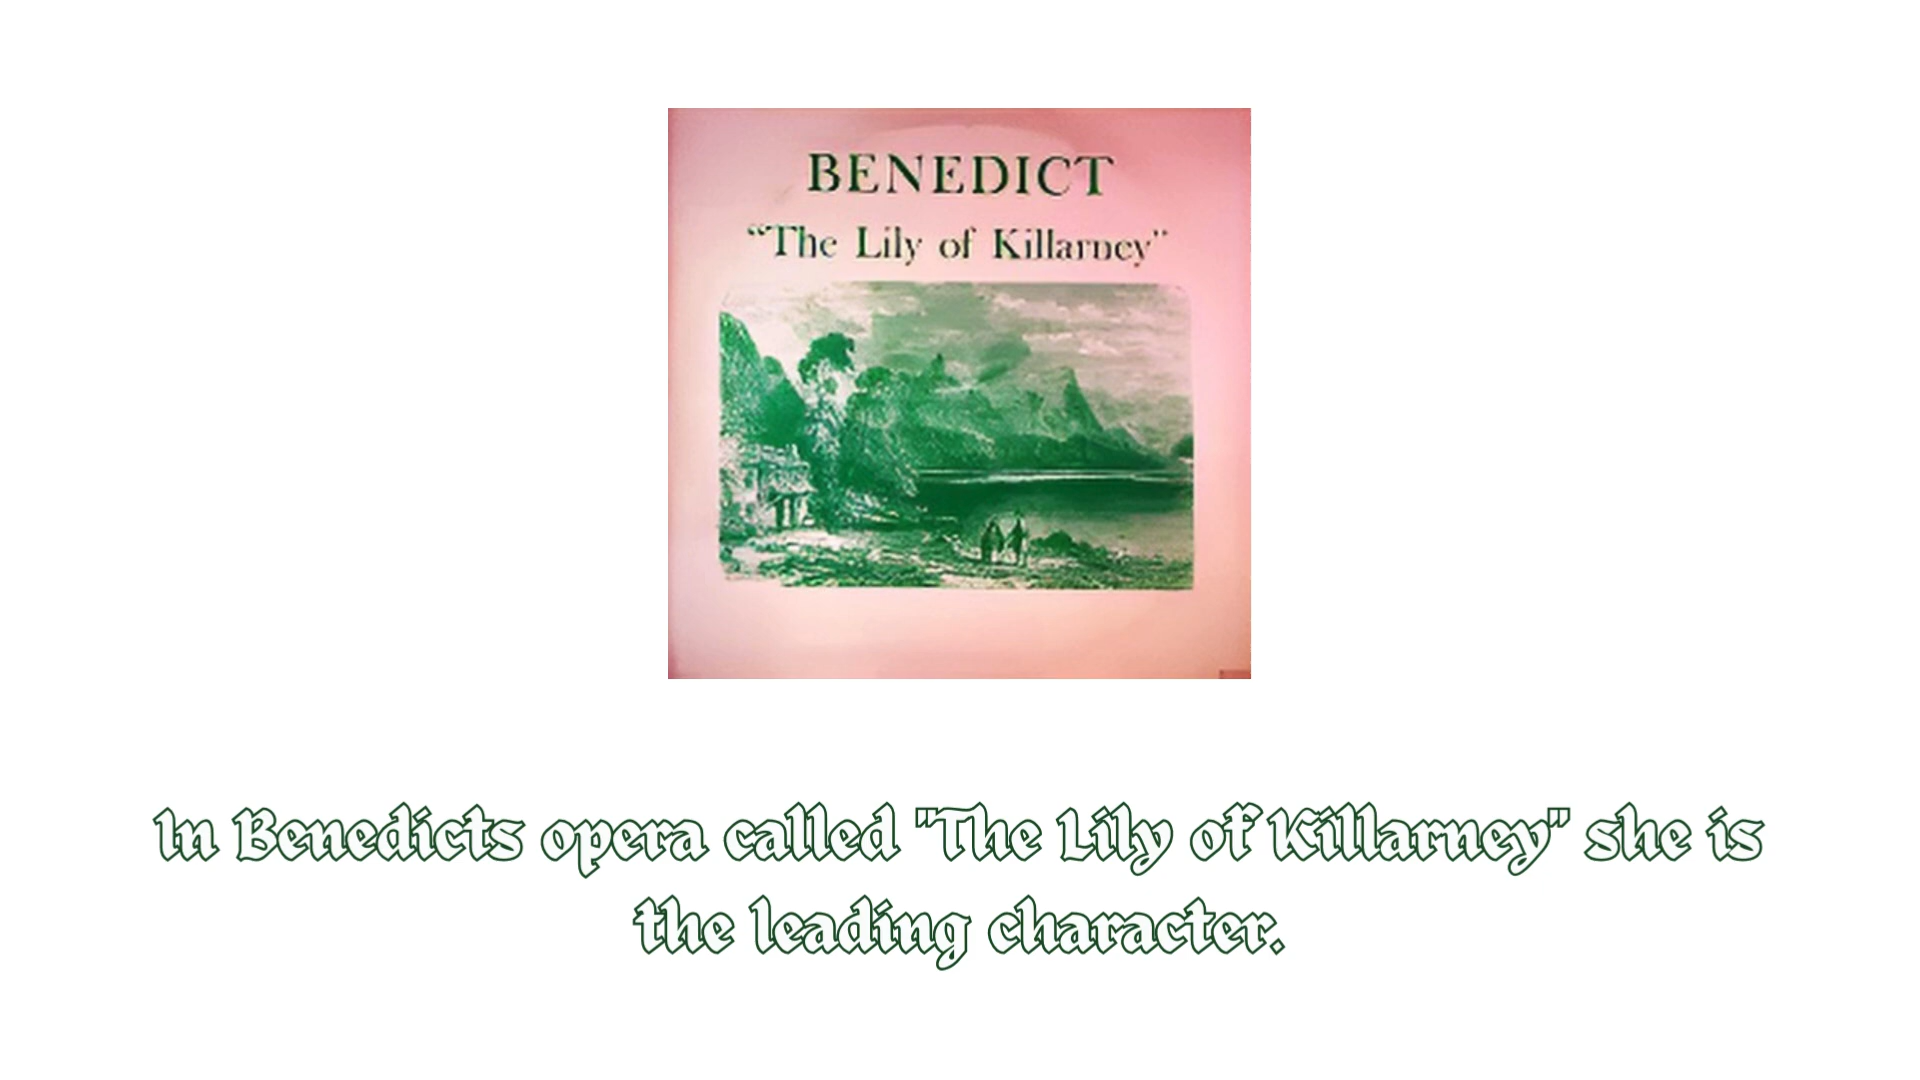 BENEDICT
“The Lily of Killarney”
In Benedicts opera called "The Lily of Killarney" she is
the leading character.